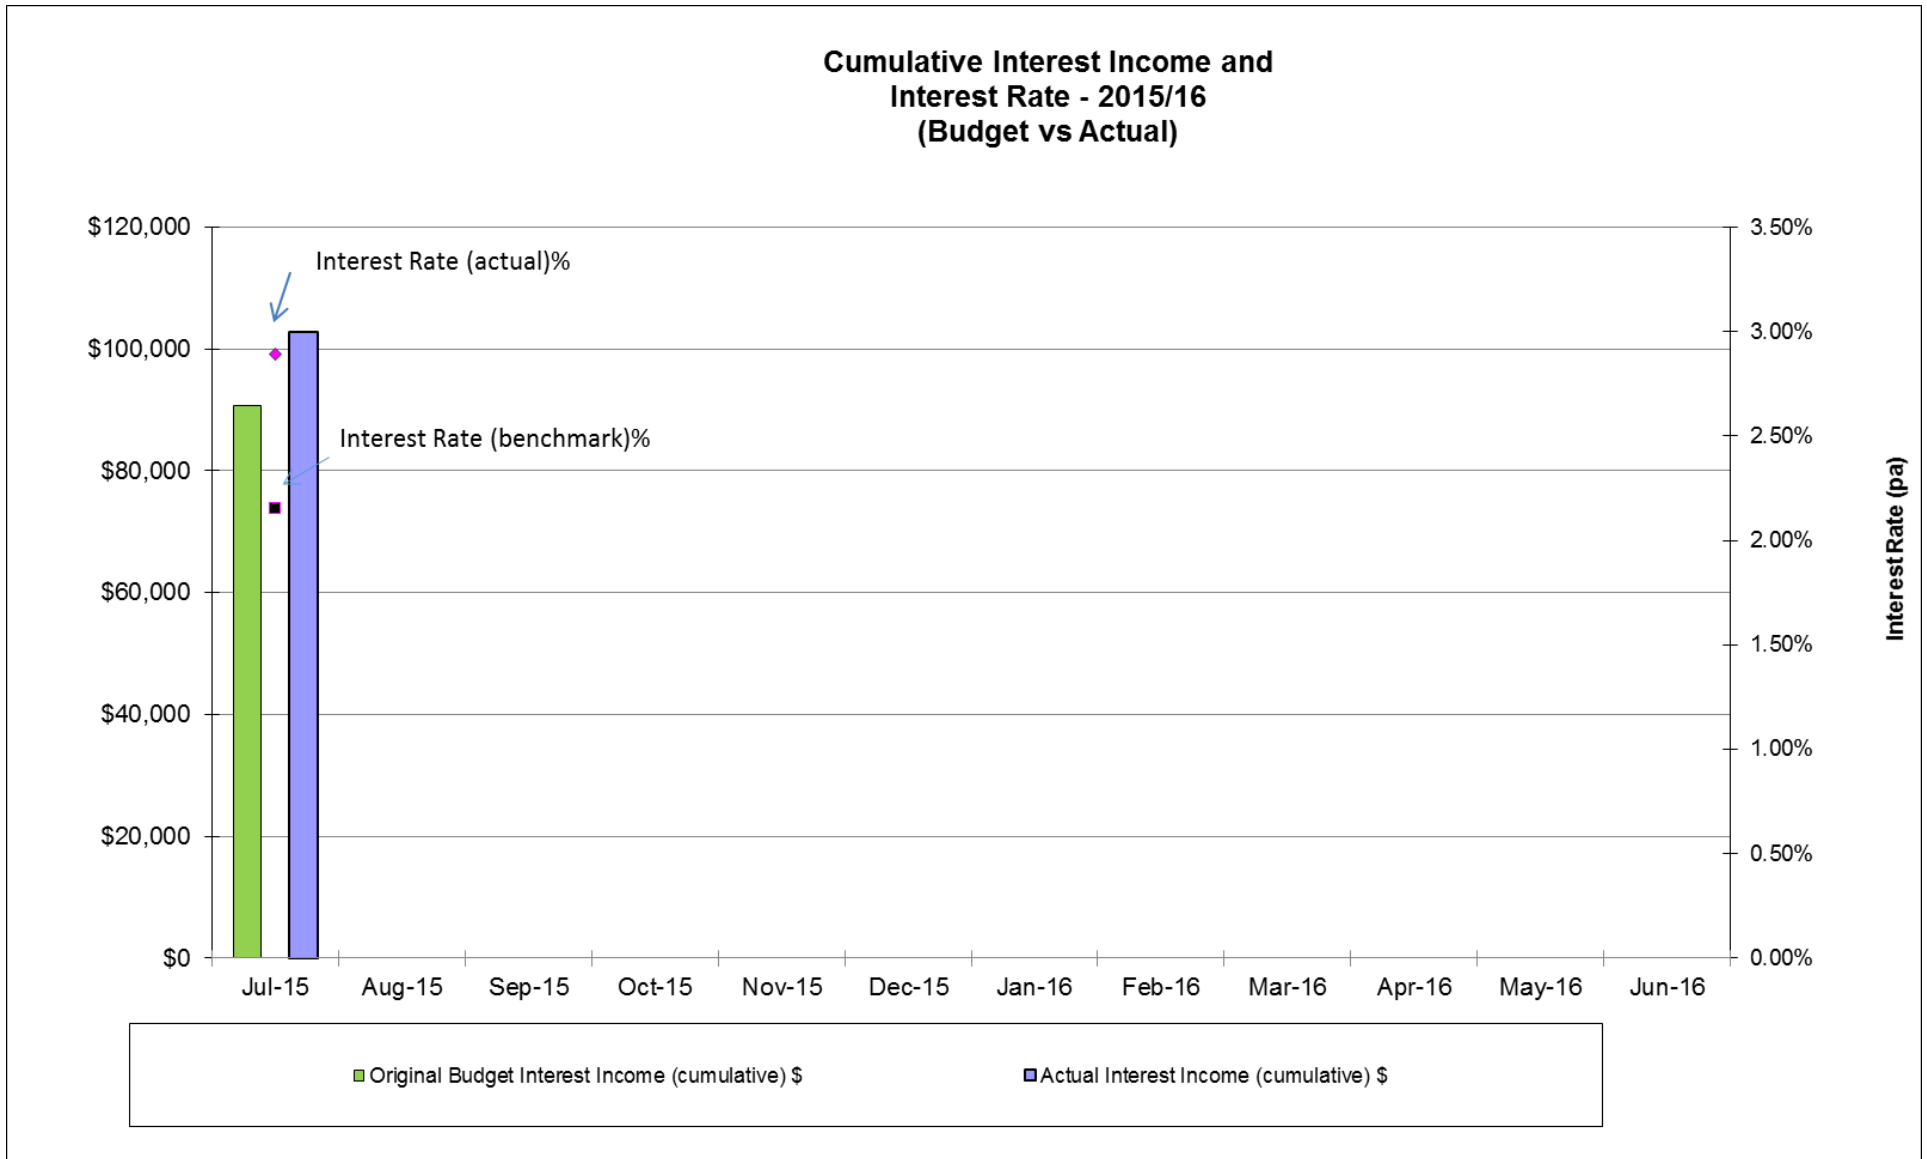 Cumulative Interest Income and
Interest Rate - 2015/16
(Budget vs Actual)
$120,000
$100,000
$80,000
$60,000
$40,000
$20,000
$0
Interest Rate (actual)%
Interest Rate (benchmark)%
3.50%
3.00%
2.50%
2.00%
1.50%
1.00%
0.50%
0.00%
Interest Rate (pa)
Jul-15 Aug-15 Sep-15 Oct-15 Nov-15 Dec-15 Jan-16 Feb-16 Mar-16 Apr-16 May-16 Jun-16
Original Budget Interest Income (cumulative) $ Actual Interest Income (cumulative) $